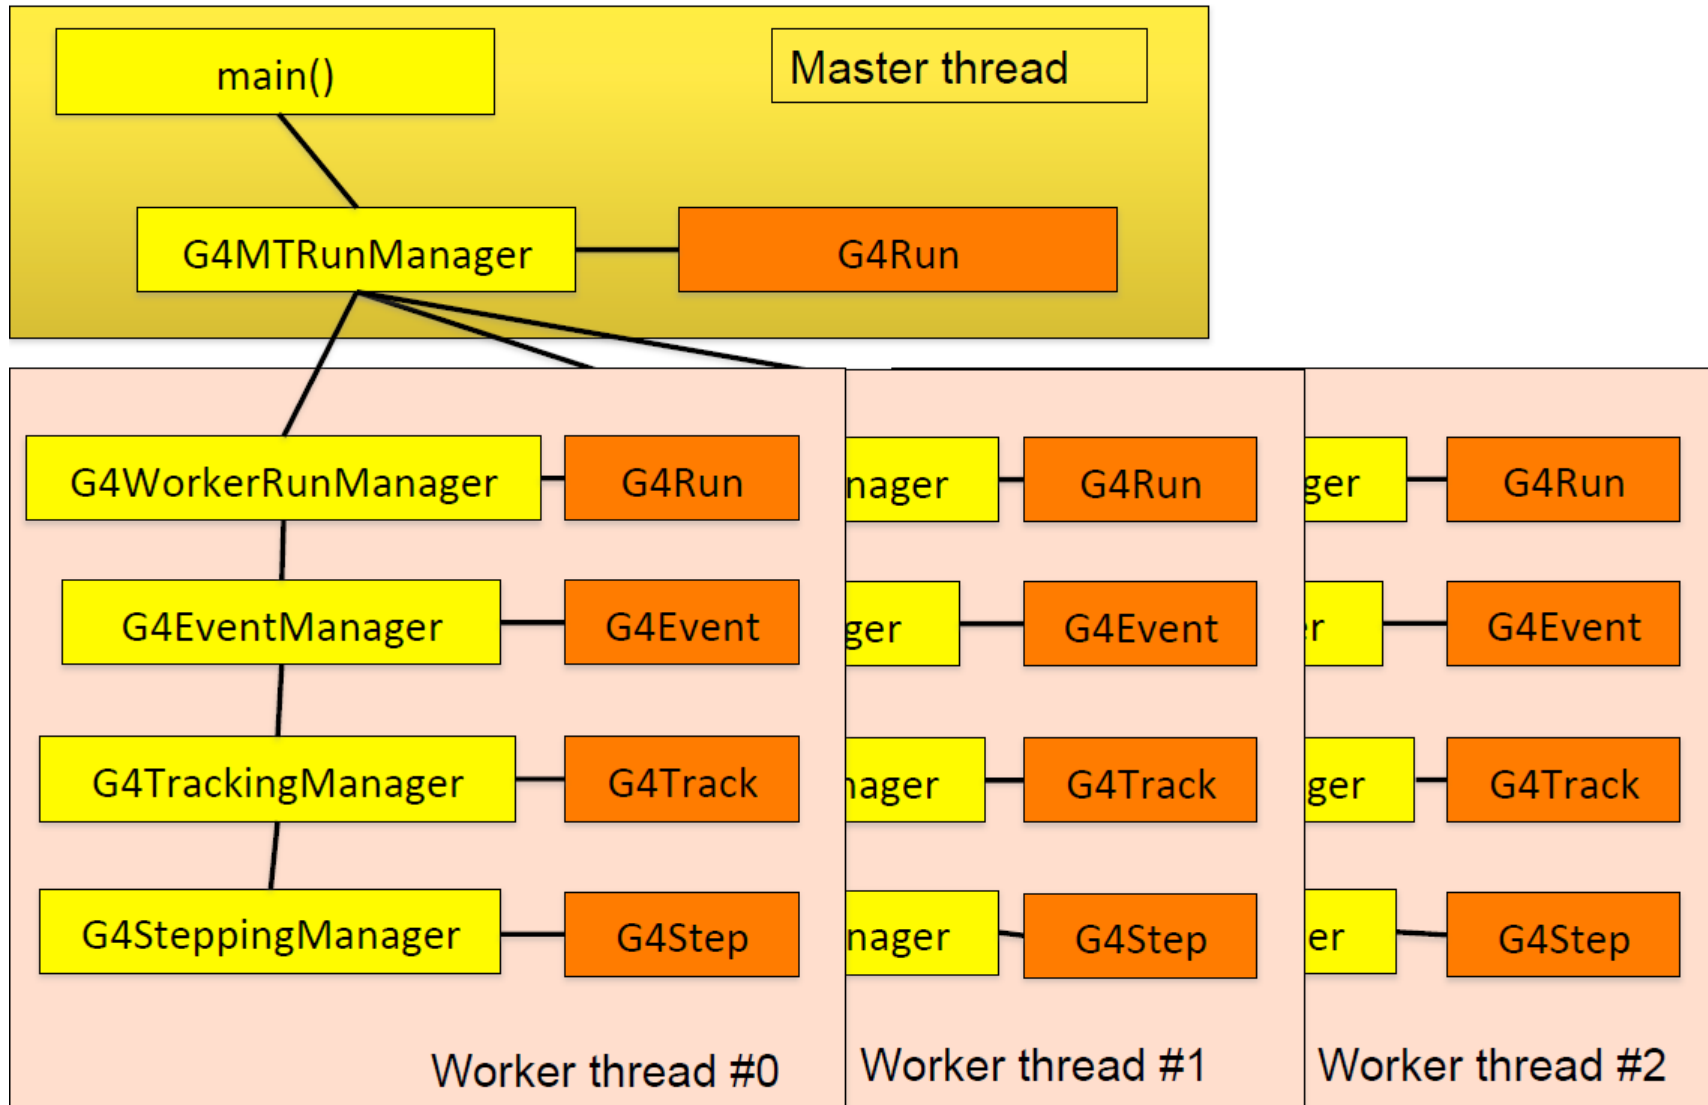 main()
Master thread
G4MTRunManager
G4Run
G4WorkerRunManager
G4Run
nager
G4Run
ger
G4Run
G4EventManager
G4Event
ger
G4Event
er
G4Event
G4TrackingManager
G4Track
nager
G4Track
ger
G4Track
G4SteppingManager
G4Step
nager
G4Step
er
G4Step
Worker thread #0
Worker thread #1
Worker thread #2